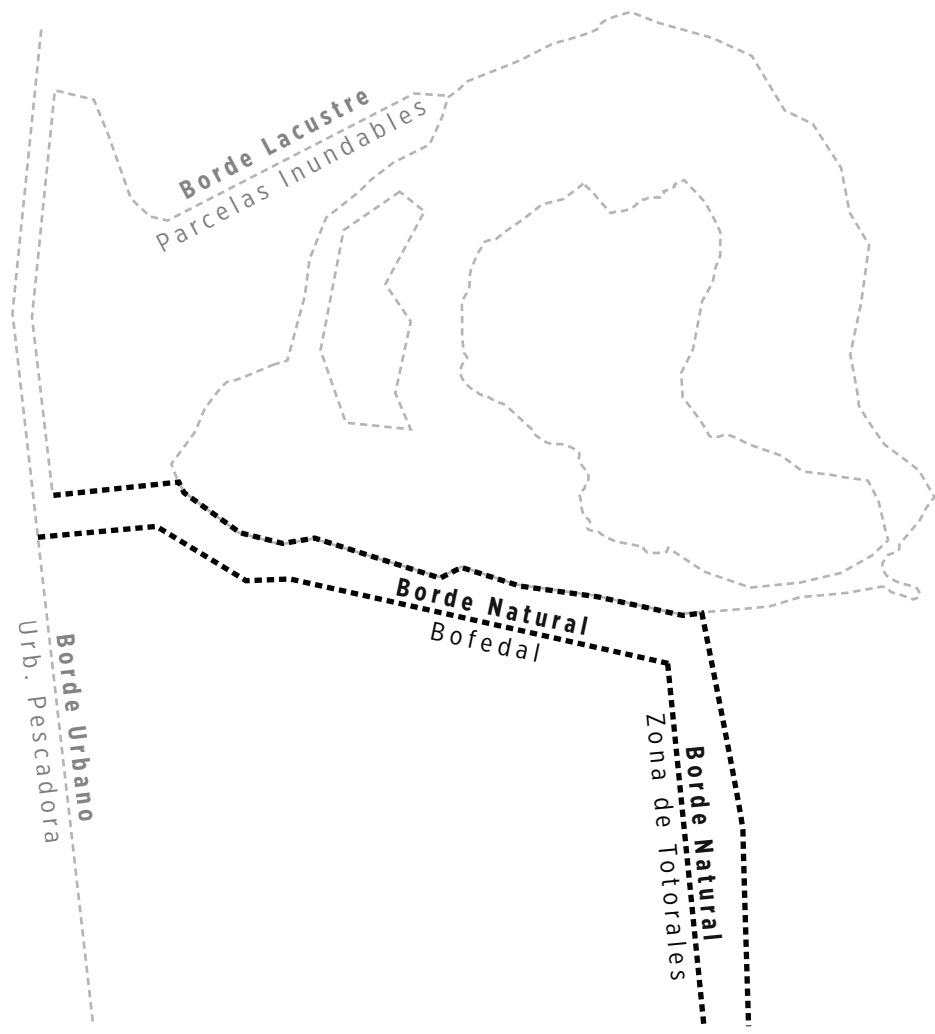 Borde Lacustre
Parcelas Inundables
Borde Natural
Bofedal
Borde Urbano
Urb. Pescadora
Borde Natural
Zona de Totorales